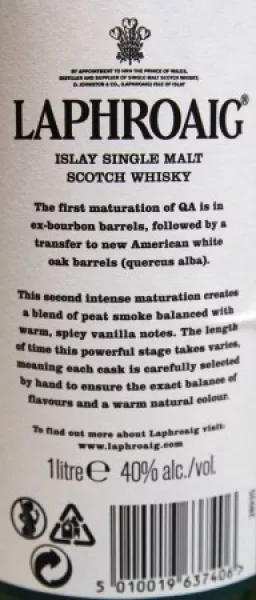 BY APPOINTMENT TO HRH THE PRINCE OF WALES,
DISTILLER AND SUPPLIER OF SINGLE MALT SCOTCH WHISKY,
D. JOHNSTON & CO., (LAPHROAIG) ISLE OF ISLAY
LAPHROAIG®
ISLAY SINGLE MALT
SCOTCH WHISKY
The first maturation of QA is in
ex-bourbon barrels, followed by a
transfer to new American white
oak barrels (quercus alba).
This second intense maturation creates
a blend of peat smoke balanced with
warm, spicy vanilla notes. The length
of time this powerful stage takes varies,
meaning each cask is carefully selected
by hand to ensure the exact balance of
flavours and a warm natural colour.
To find out more about Laphroaig visit:
www.laphroaig.com
1 litre e 40% alc./vol.
5 010019 637406